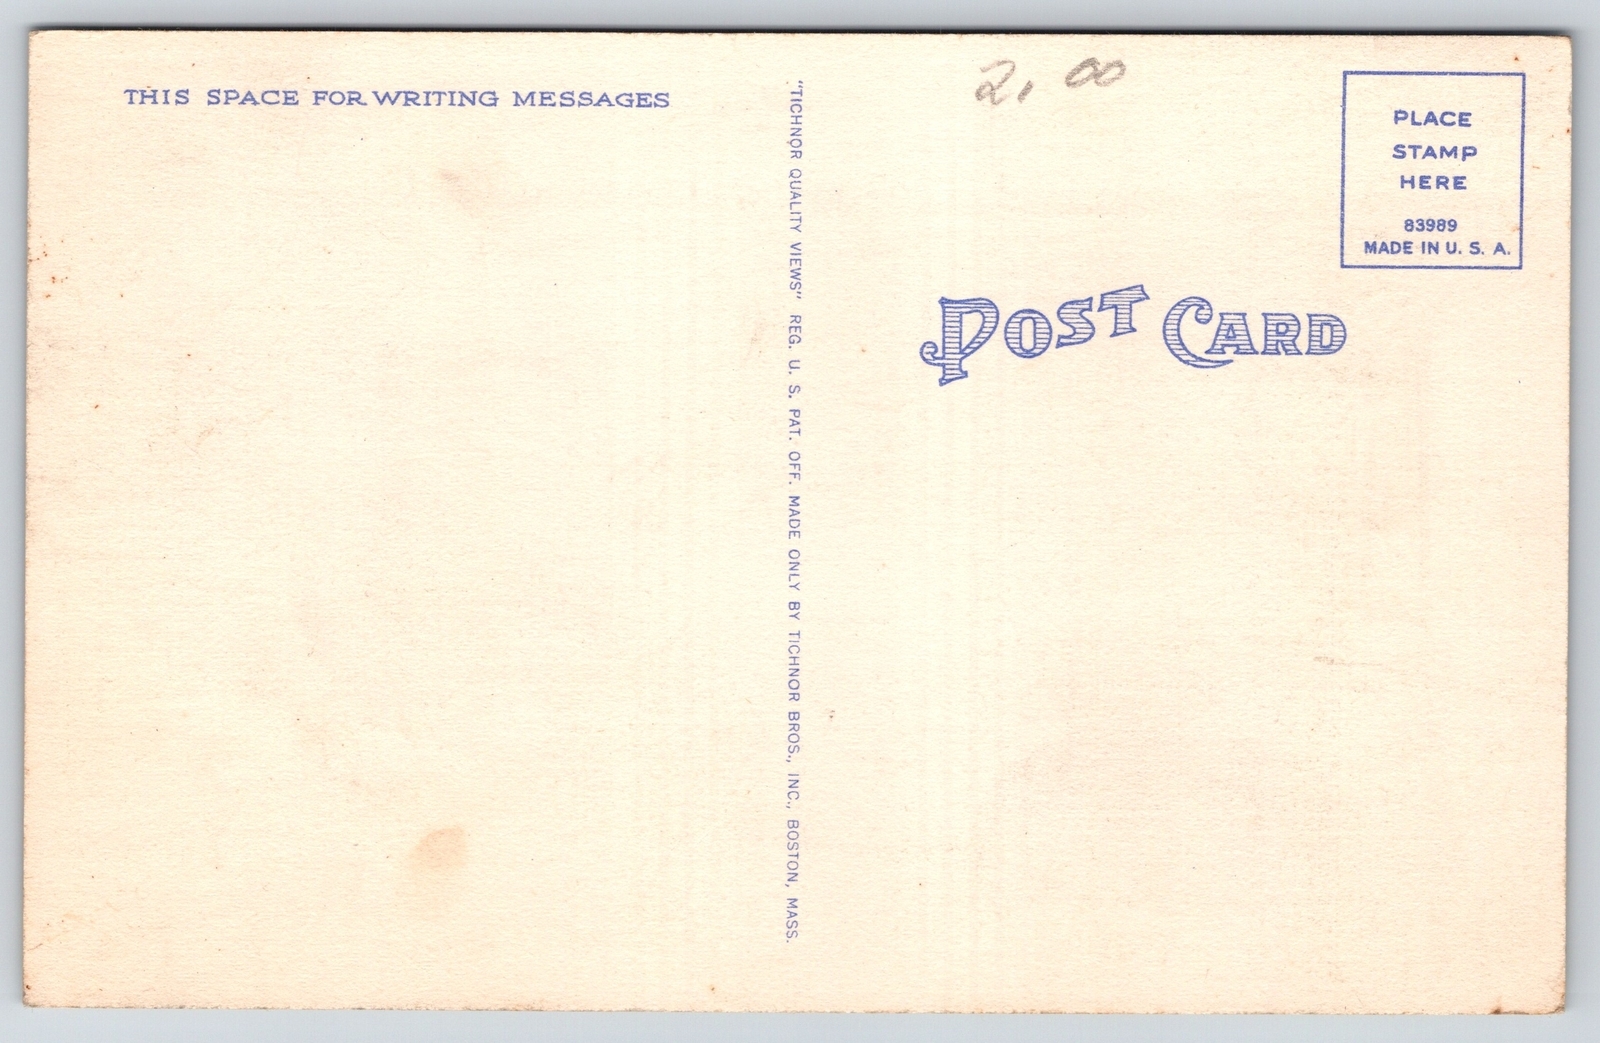 THIS SPACE FOR WRITING MESSAGES
"TICHNOR QUALITY VIEWS" REG. U. S. PAT. OFF. MADE ONLY BY TICHNOR BROS., INC., BOSTON, MASS.
2.00
PLACE
STAMP
HERE
83989
MADE IN U. S. A.
POST CARD